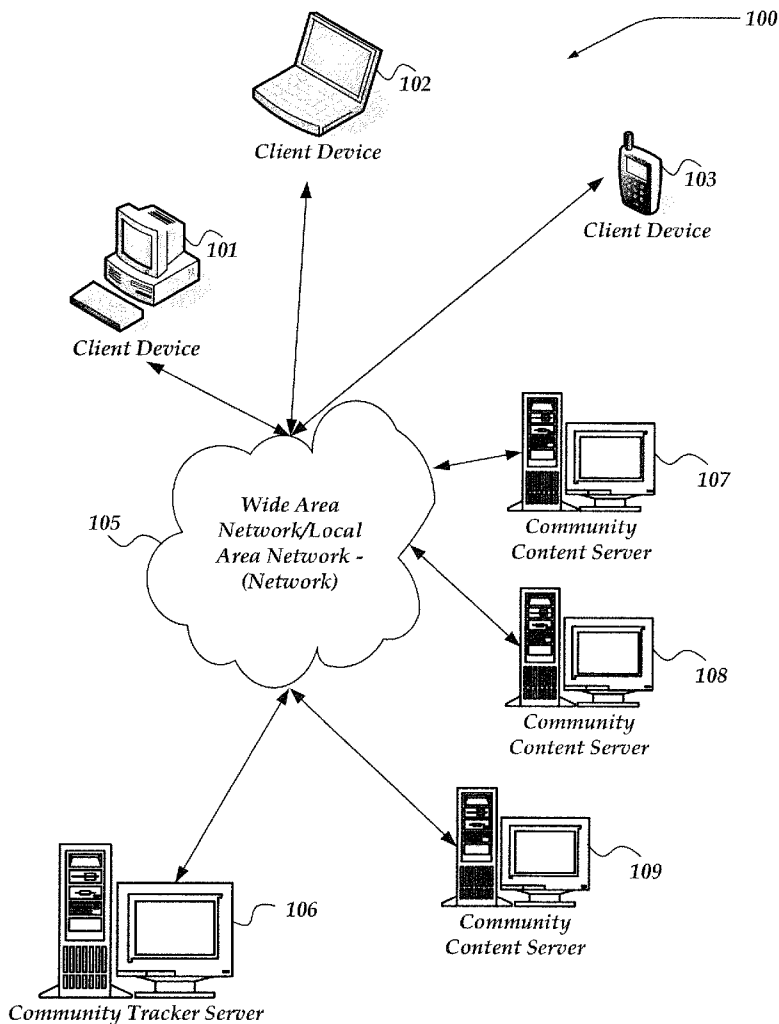 100
102
Client Device
103
Client Device
101
Client Device
107
Community
Content Server
105
Wide Area
Network/Local
Area Network -
(Network)
108
Community
Content Server
109
Community
Content Server
106
Community Tracker Server